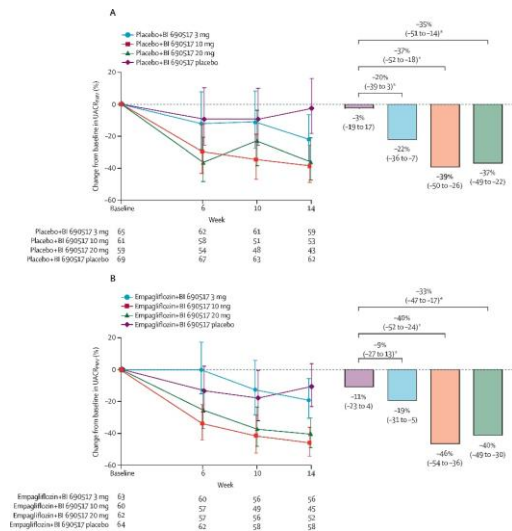 A
Placebo+BI 690517 3 mg
Placebo+BI 690517 10 mg
Placebo+BI 690517 20 mg
Placebo+BI 690517 placebo
−35%
(−51 to −14)*
−37%
(−52 to −18)*
−20%
(−39 to 3)*
−3%
(−19 to 17)
−22%
(−36 to −7)
−39%
(−50 to −26)
−37%
(−49 to −22)
Change from baseline in UACR (%)
20
0
−20
−40
−60
Baseline 6 10 14
Week
Placebo+BI 690517 3 mg 65 62 61 59
Placebo+BI 690517 10 mg 61 58 51 53
Placebo+BI 690517 20 mg 59 54 48 43
Placebo+BI 690517 placebo 69 67 63 62
B
Empagliflozin+BI 690517 3 mg
Empagliflozin+BI 690517 10 mg
Empagliflozin+BI 690517 20 mg
Empagliflozin+BI 690517 placebo
−33%
(−47 to −17)*
−40%
(−52 to −24)*
−9%
(−27 to 13)*
−11%
(−23 to 4)
−19%
(−31 to −5)
−46%
(−54 to −36)
−40%
(−49 to −30)
Change from baseline in UACR (%)
20
0
−20
−40
−60
Baseline 6 10 14
Week
Empagliflozin+BI 690517 3 mg 63 60 56 56
Empagliflozin+BI 690517 10 mg 60 57 49 45
Empagliflozin+BI 690517 20 mg 62 57 56 52
Empagliflozin+BI 690517 placebo 64 62 58 58